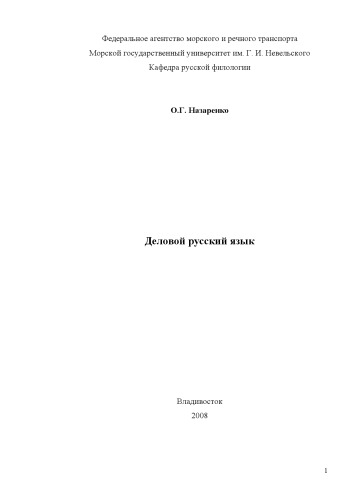 Федеральное агентство морского и речного транспорта
Морской государственный университет им. Г. И. Невельского
Кафедра русской филологии
О.Г. Назаренко
Деловой русский язык
Владивосток
2008
1